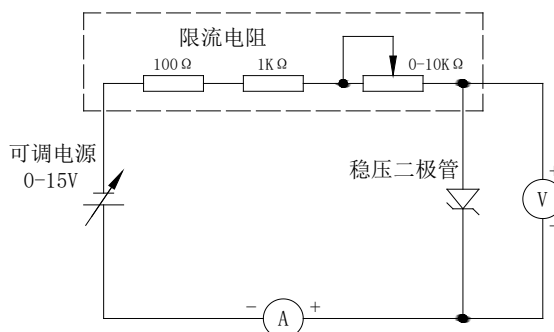 限流电阻
100Ω 1KΩ 0-10KΩ
可调电源
0-15V
稳压二极管
+
V
−
− A +